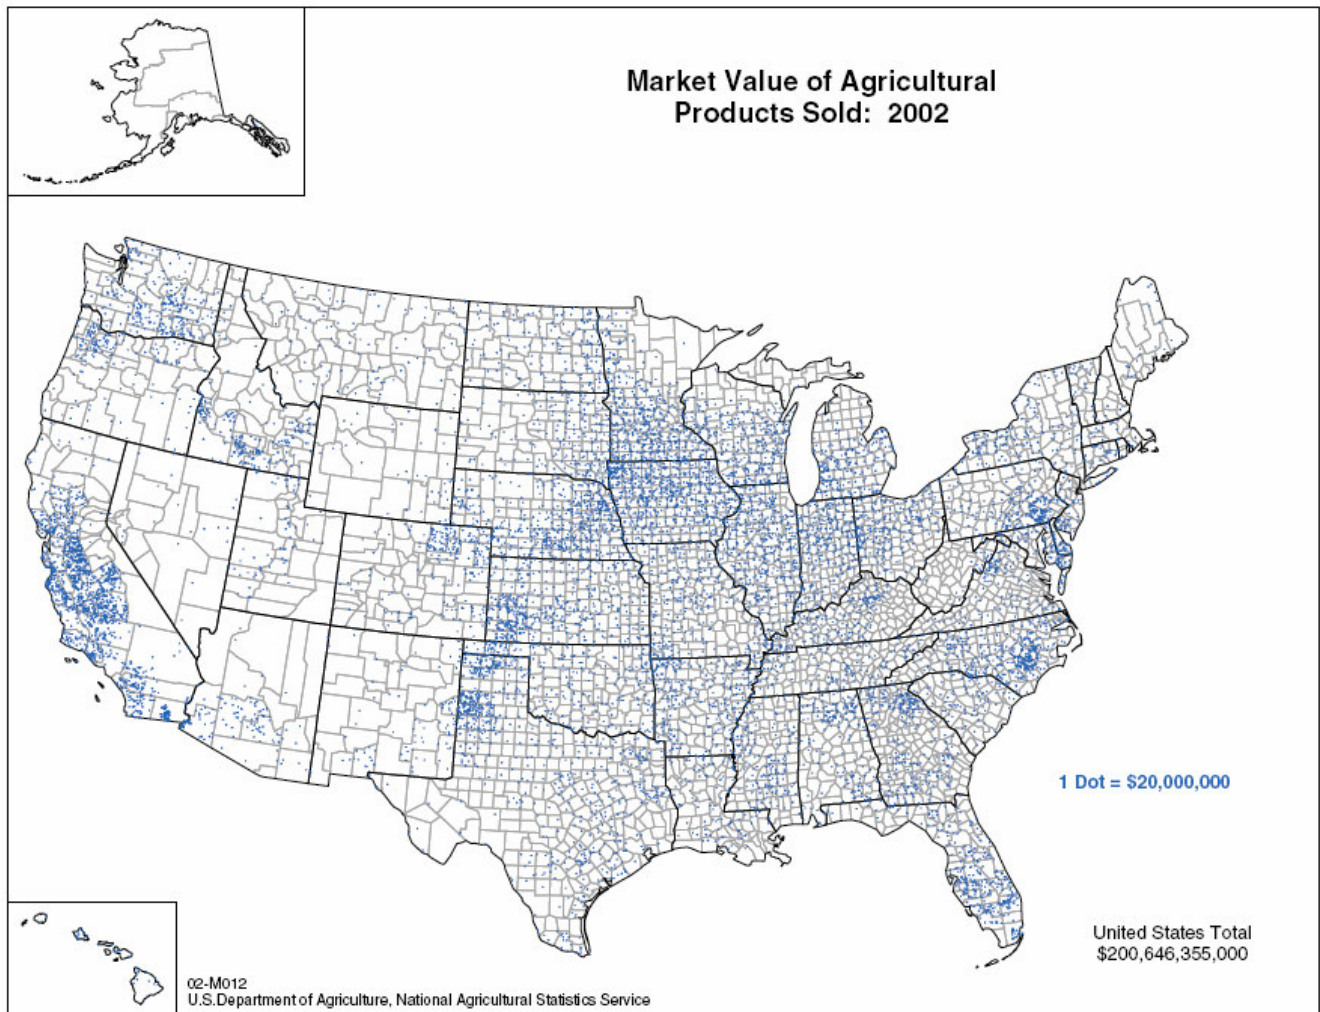 Market Value of Agricultural
Products Sold: 2002
1 Dot = $20,000,000
United States Total
$200,646,355,000
02-M012
U.S.Department of Agriculture, National Agricultural Statistics Service